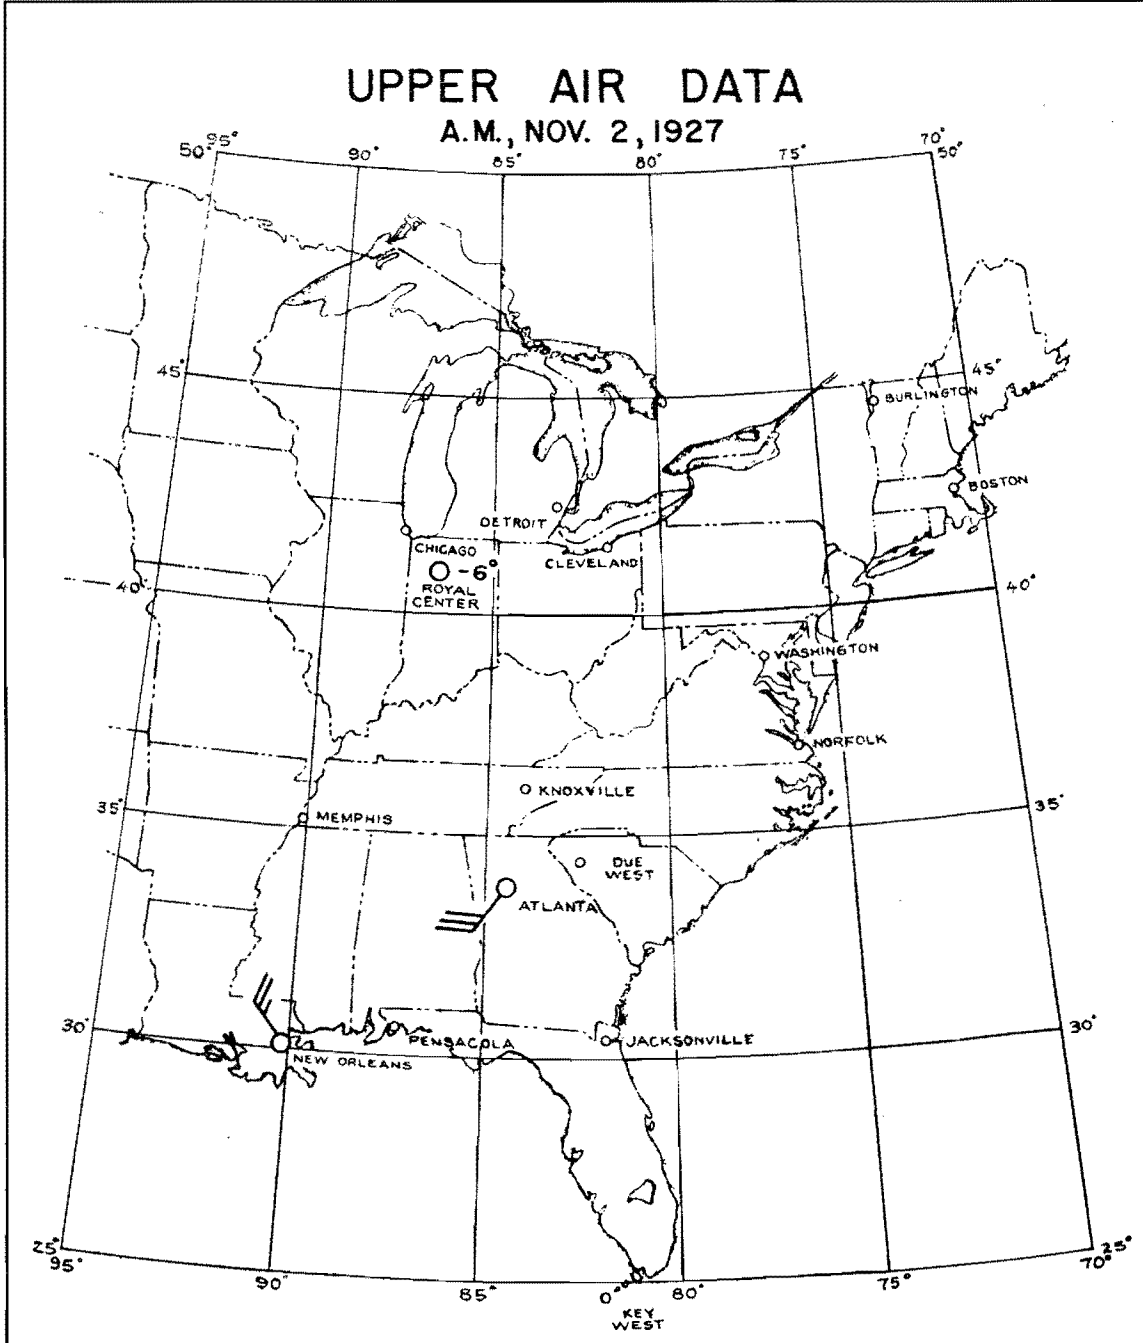 UPPER AIR DATA
A.M., NOV. 2, 1927
95°
50°
90°
85°
80°
75°
70°
50°
45°
45°
BURLINGTON
BOSTON
DETROIT
CHICAGO
CLEVELAND
-6°
ROYAL
CENTER
40°
40°
WASHINGTON
NORFOLK
KNOXVILLE
35°
35°
MEMPHIS
DUE
WEST
ATLANTA
30°
30°
PENSACOLA
JACKSONVILLE
NEW ORLEANS
25°
95°
90°
85°
80°
75°
70°
25°
KEY
WEST